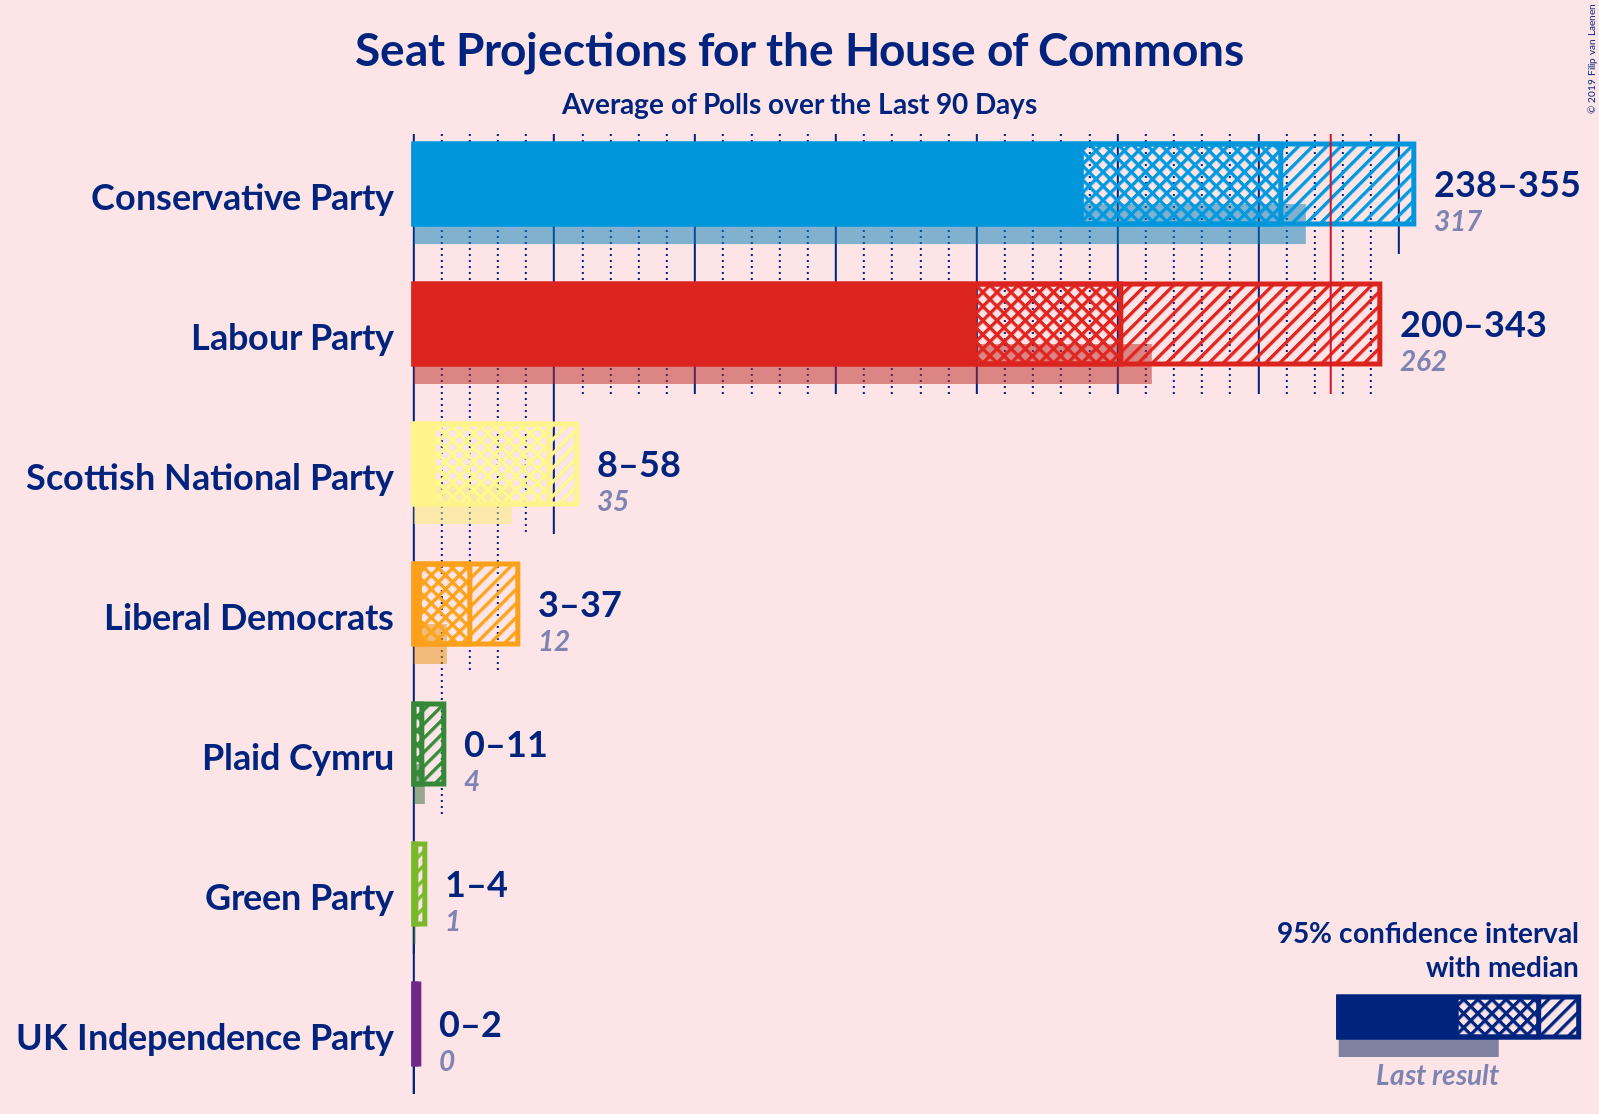 Seat Projections for the House of Commons
Average of Polls over the Last 90 Days
© 2019 Filip van Laenen
Conservative Party
238–355
317
Labour Party
200–343
262
Scottish National Party
8–58
35
Liberal Democrats
3–37
12
Plaid Cymru
0–11
4
Green Party
1–4
1
UK Independence Party
0–2
0
95% confidence interval
with median
Last result